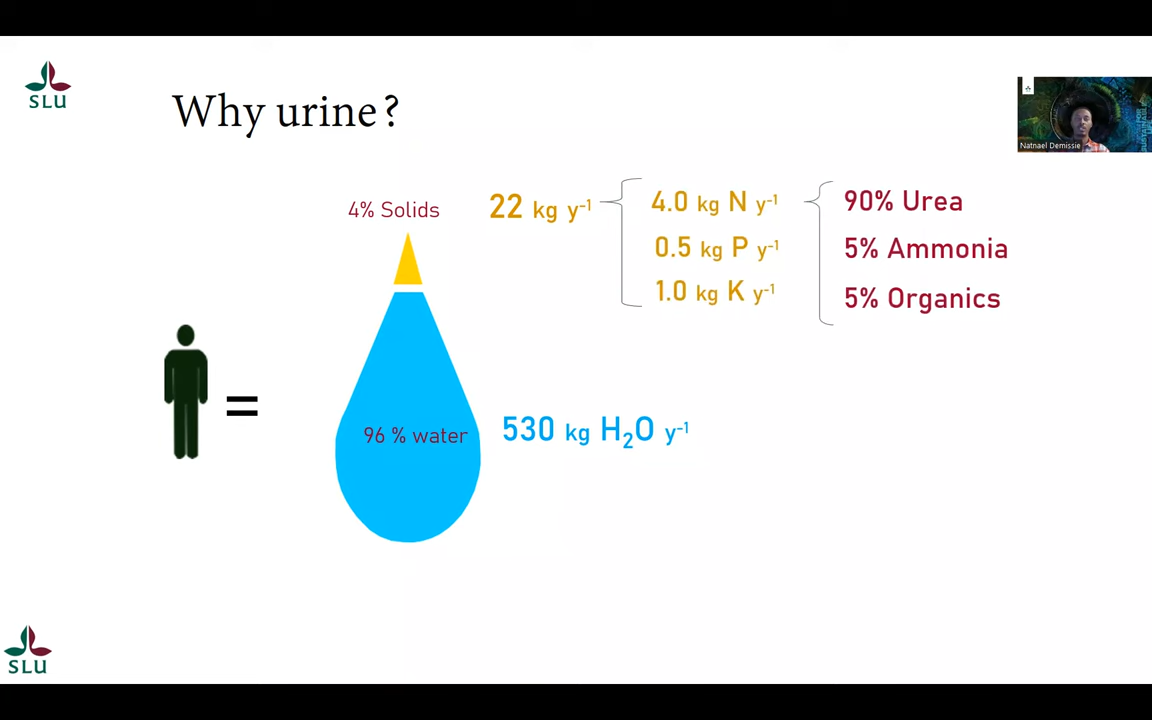 SLU
Why urine?
Natnael Demissie
4% Solids
22 kg y⁻¹
4.0 kg N y⁻¹
0.5 kg P y⁻¹
1.0 kg K y⁻¹
90% Urea
5% Ammonia
5% Organics
=
96 % water
530 kg H₂O y⁻¹
SLU